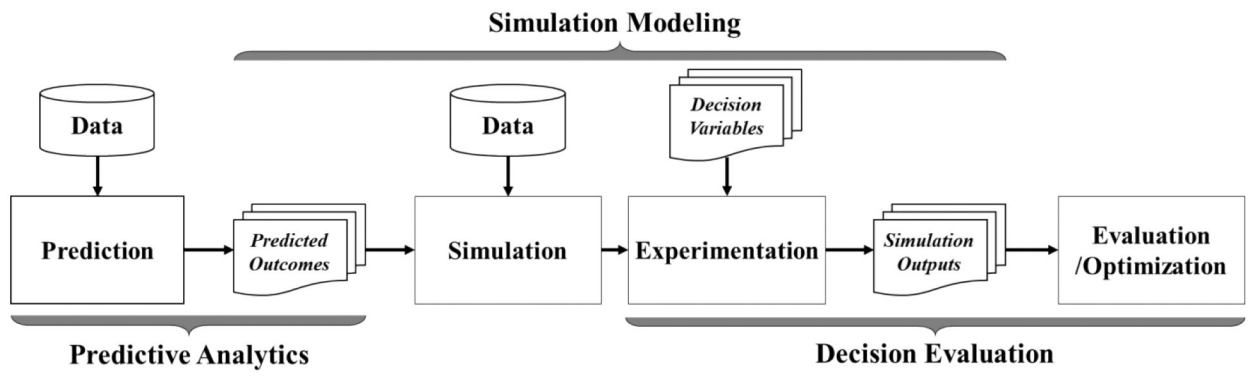 Simulation Modeling
Data
Data
Decision
Variables
Prediction
Predicted
Outcomes
Simulation
Experimentation
Simulation
Outputs
Evaluation
/Optimization
Predictive Analytics
Decision Evaluation